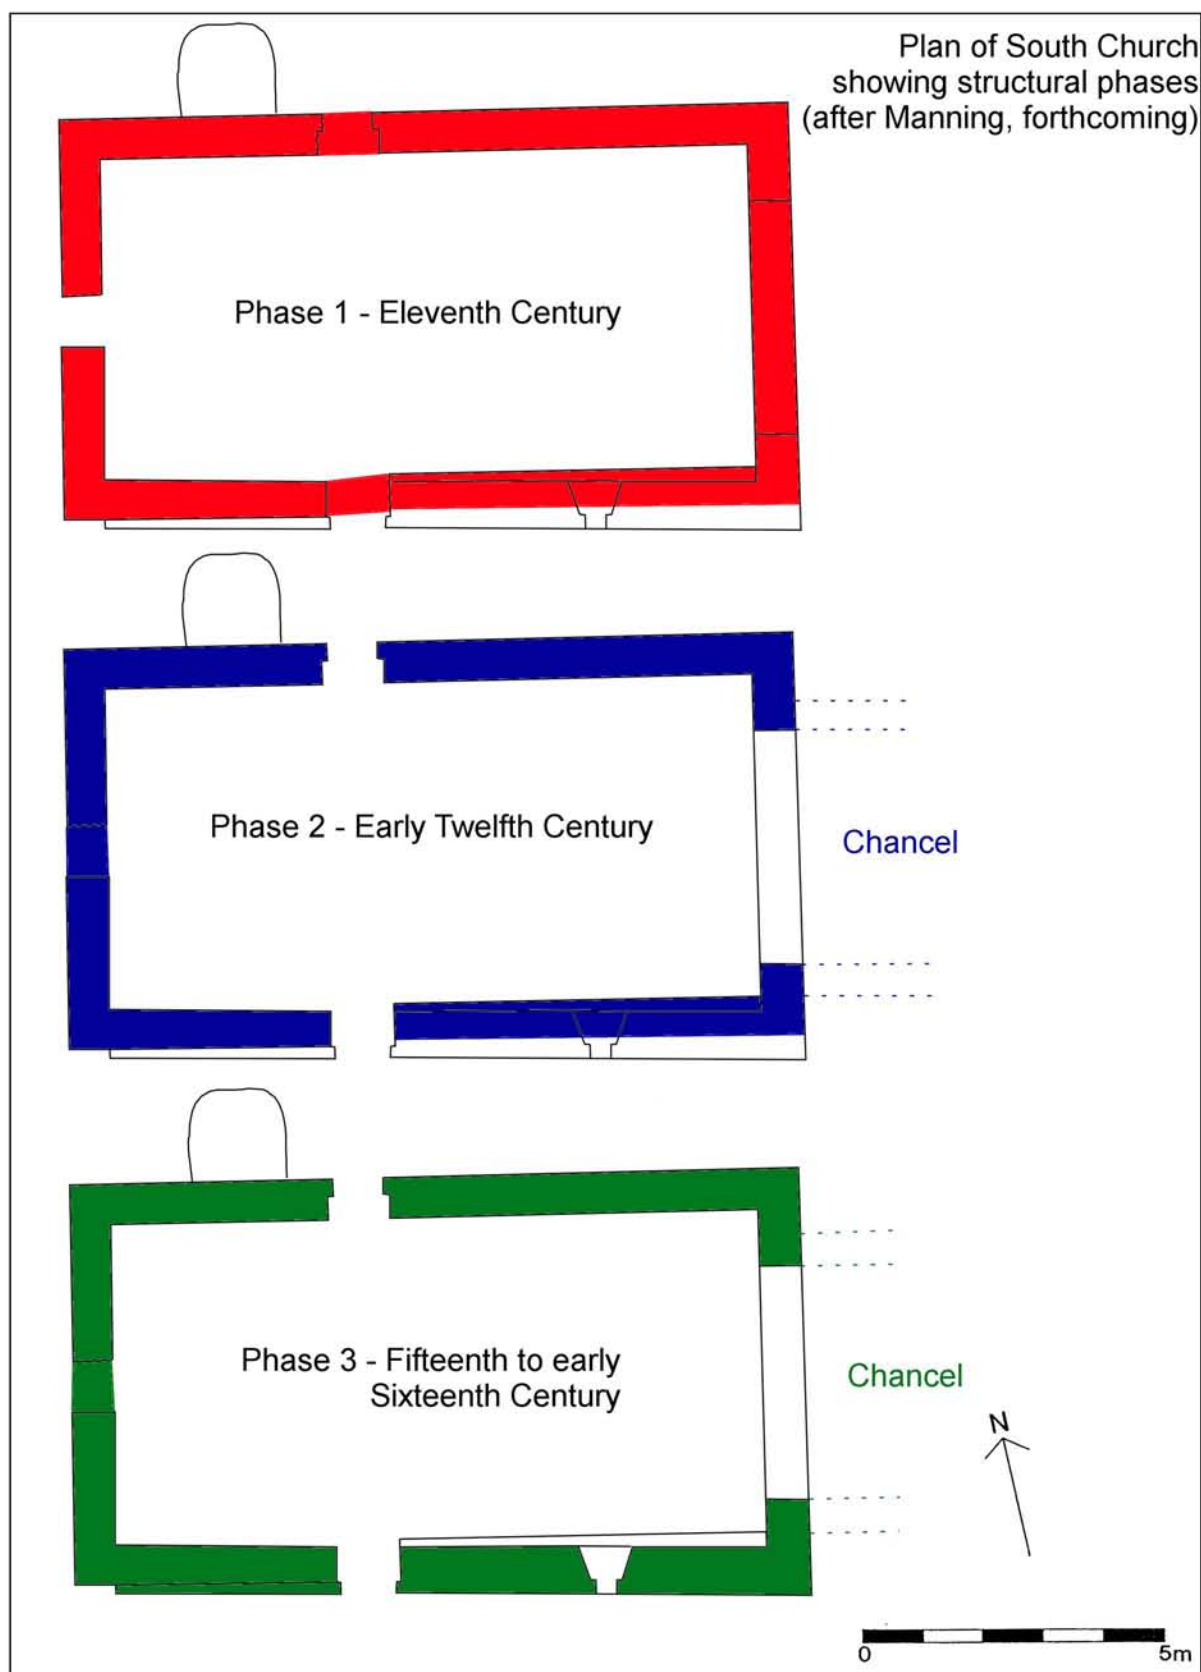 Plan of South Church
showing structural phases
(after Manning, forthcoming)
Phase 1 - Eleventh Century
Phase 2 - Early Twelfth Century
Chancel
Phase 3 - Fifteenth to early
Sixteenth Century
Chancel
N
0 5m